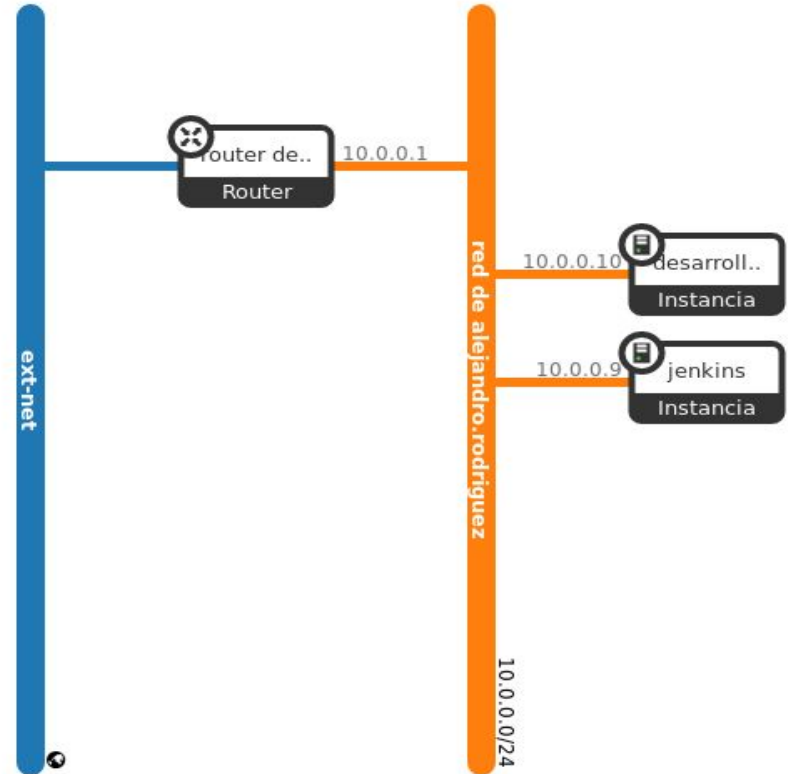 ext-net
router de..
Router
10.0.0.1
red de alejandro.rodriguez
10.0.0.0/24
10.0.0.10
desarroll..
Instancia
10.0.0.9
jenkins
Instancia